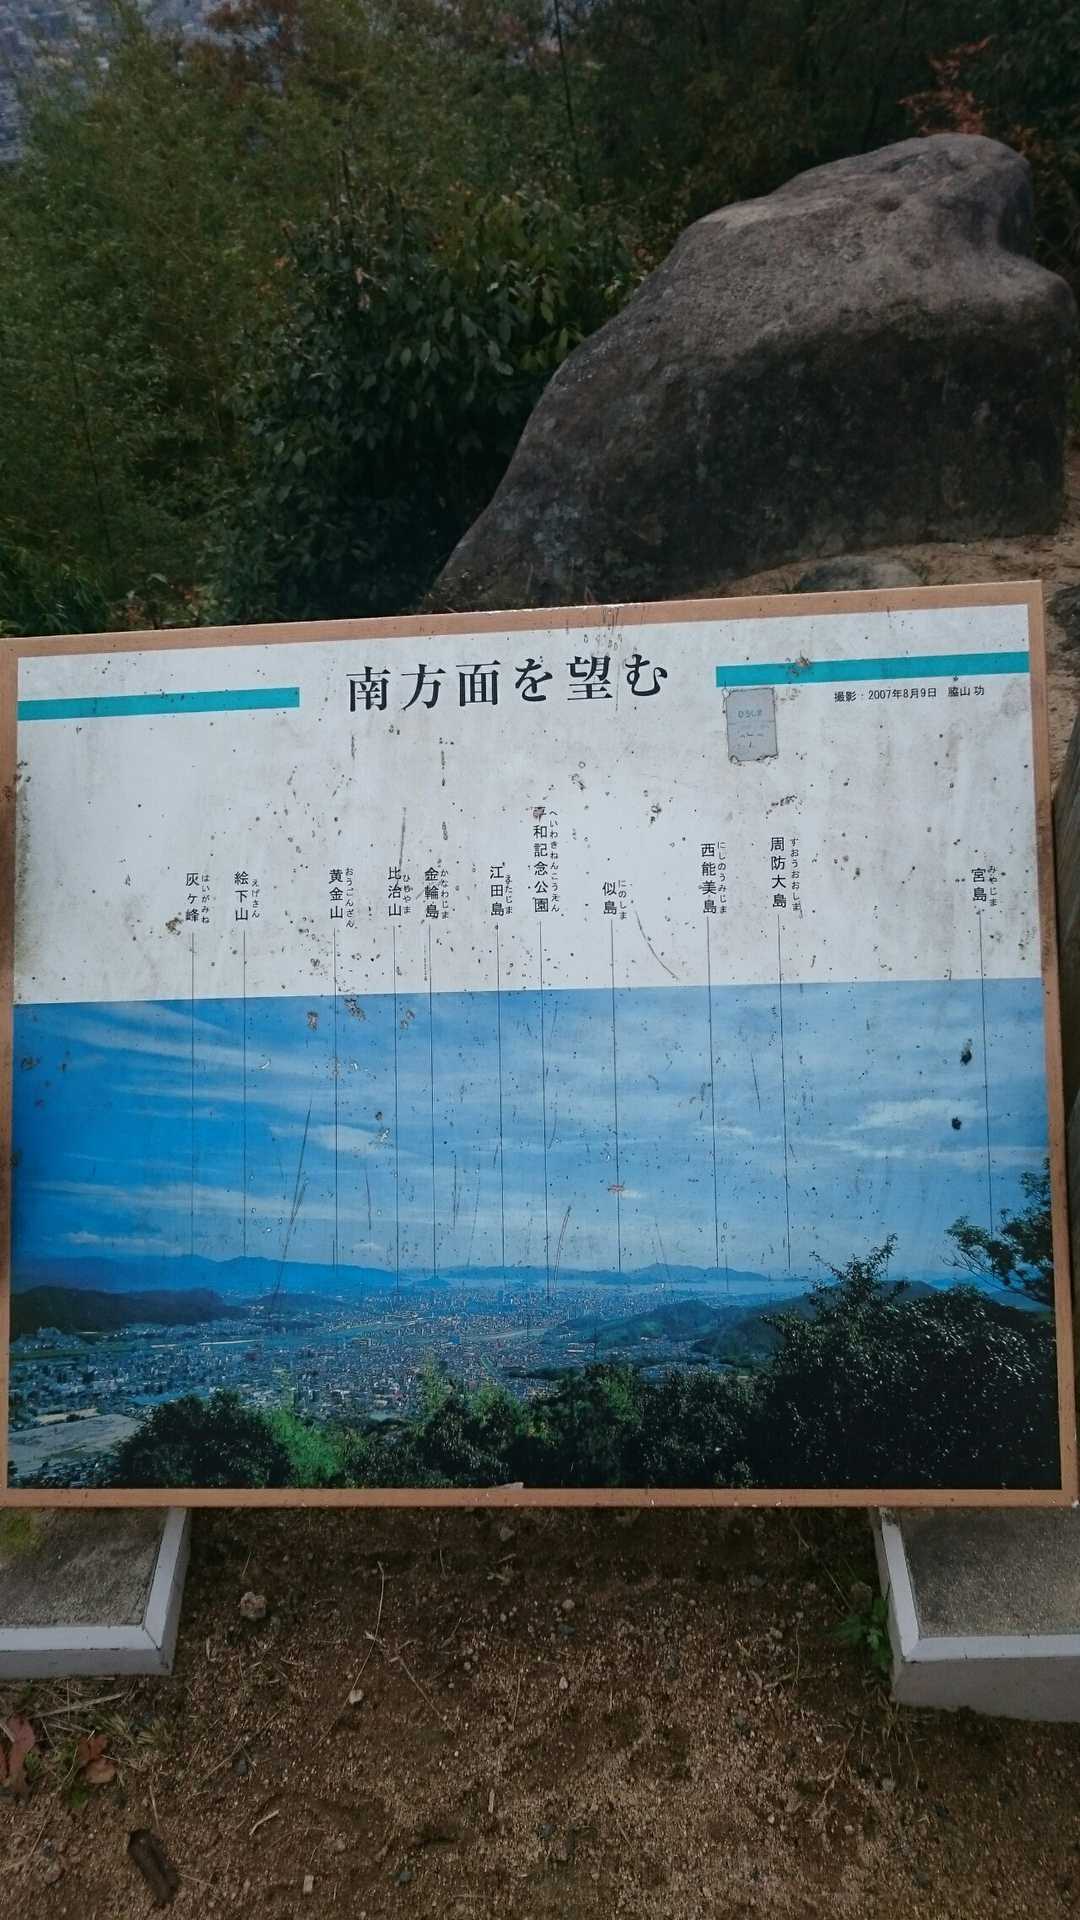 南方面を望む
撮影：2007年8月9日 脇山 功
灰ヶ峰
はいがみね
絵下山
えげさん
黄金山
おうごんざん
比治山
ひじやま
金輪島
かなわじま
江田島
えたじま
和記念公園
へいわきねんこうえん
似島
にのしま
西能美島
にしのうみじま
周防大島
すおうおおしま
宮島
みやじま